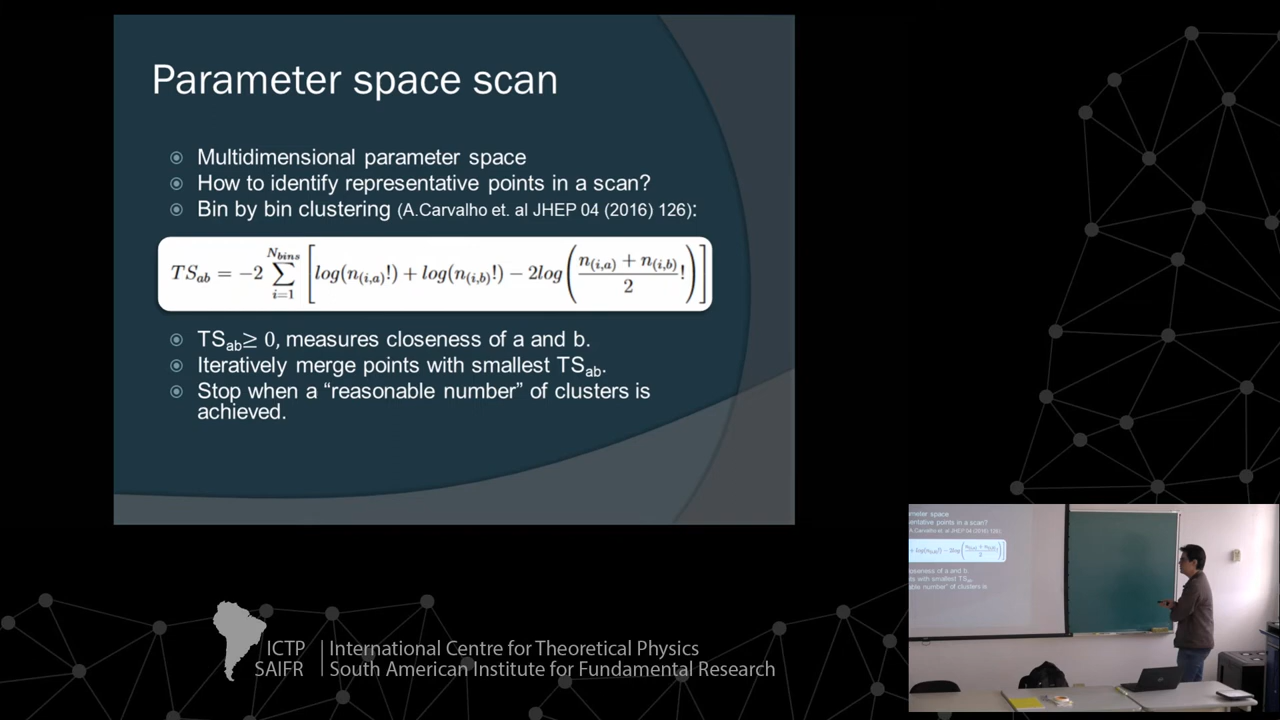 Parameter space scan
Multidimensional parameter space
How to identify representative points in a scan?
Bin by bin clustering (A.Carvalho et. al JHEP 04 (2016) 126):
TS_ab = -2 \sum_{i=1}^{N_bins} [ log(n_(i,a)!) + log(n_(i,b)!) − 2log( \frac{n_(i,a) + n_(i,b)}{2}! ) ]
TS_ab≥ 0, measures closeness of a and b.
Iteratively merge points with smallest TS_ab.
Stop when a “reasonable number” of clusters is
achieved.
ICTP
SAIFR
International Centre for Theoretical Physics
South American Institute for Fundamental Research